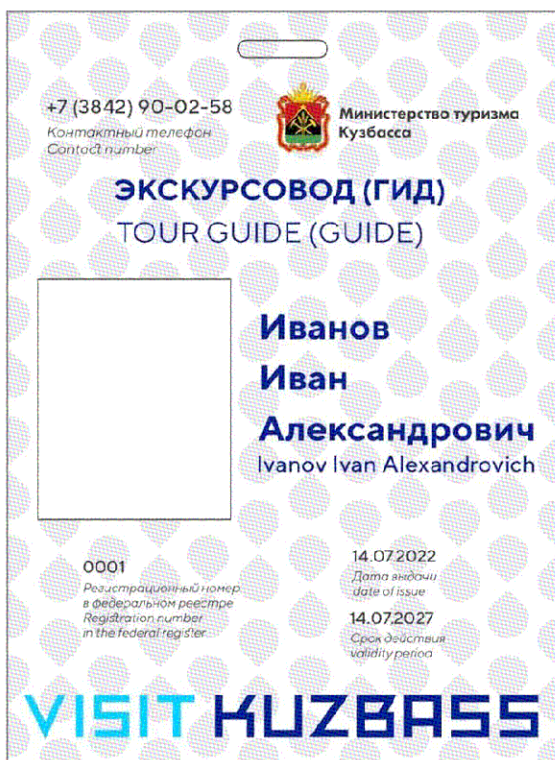 +7 (3842) 90-02-58
Контактный телефон
Contact number
Министерство туризма
Кузбасса
ЭКСКУРСОВОД (ГИД)
TOUR GUIDE (GUIDE)
Иванов
Иван
Александрович
Ivanov Ivan Alexandrovich
0001
Регистрационный номер
в федеральном реестре
Registration number
in the federal register
14.07.2022
Дата выдачи
date of issue
14.07.2027
Срок действия
validity period
VISIT KUZBASS